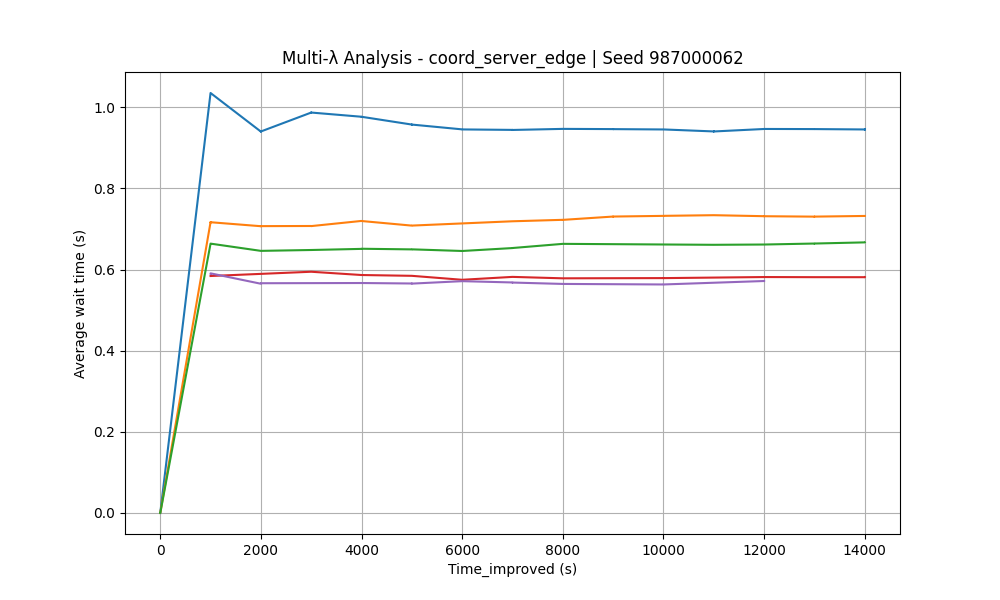 Multi-λ Analysis - coord_server_edge | Seed 987000062
Average wait time (s)
1.0
0.8
0.6
0.4
0.2
0.0
0 2000 4000 6000 8000 10000 12000 14000
Time_improved (s)